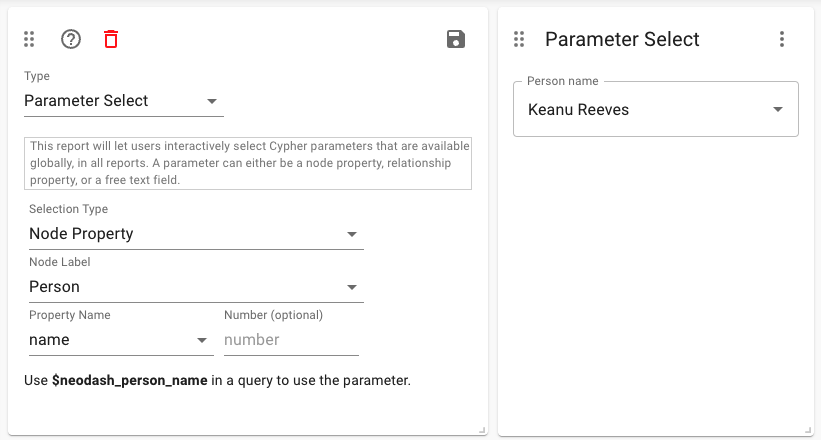 Type
Parameter Select
This report will let users interactively select Cypher parameters that are available
globally, in all reports. A parameter can either be a node property, relationship
property, or a free text field.
Selection Type
Node Property
Node Label
Person
Property Name
Number (optional)
name
number
Use $neodash_person_name in a query to use the parameter.
Parameter Select
Person name
Keanu Reeves